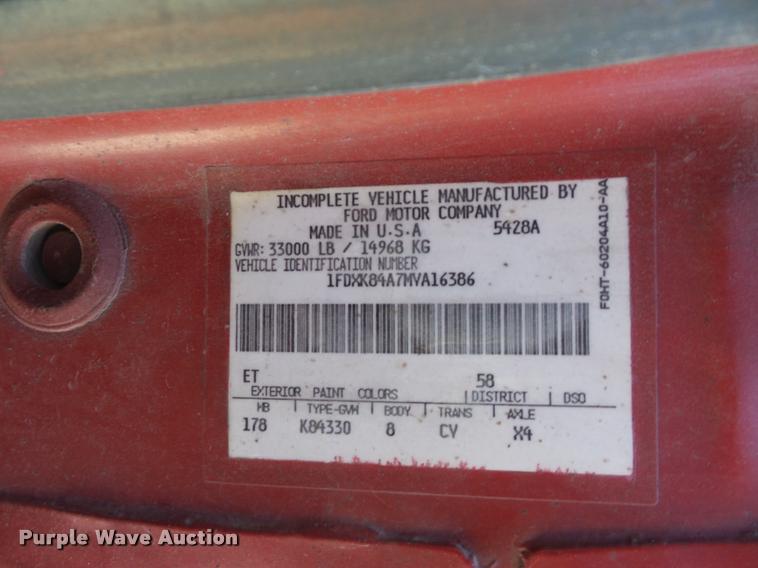 INCOMPLETE VEHICLE MANUFACTURED BY
FORD MOTOR COMPANY
MADE IN U.S.A 5428A
GVWR: 33000 LB / 14968 KG
VEHICLE IDENTIFICATION NUMBER
1FDXK84A7MVA16386
F0HT-60204A10-AA
ET 58
EXTERIOR PAINT COLORS DISTRICT DSO
WB TYPE-GVW BODY TRANS AXLE
178 K84330 8 CV X4
Purple Wave Auction